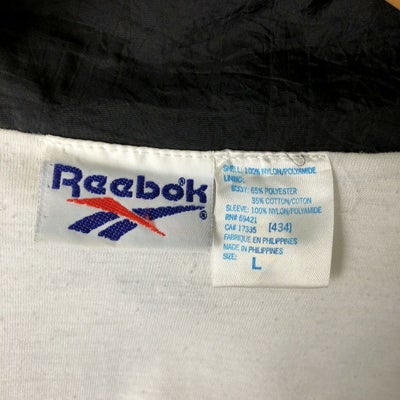 Reebok®
®
SHELL: 100% NYLON/POLYAMIDE
LINING:
BODY: 65% POLYESTER
35% COTTON/COTON
SLEEVE: 100% NYLON/POLYAMIDE
RN# 69421
CA# 17335 [434]
FABRIQUE EN PHILIPPINES
MADE IN PHILIPPINES
SIZE: L